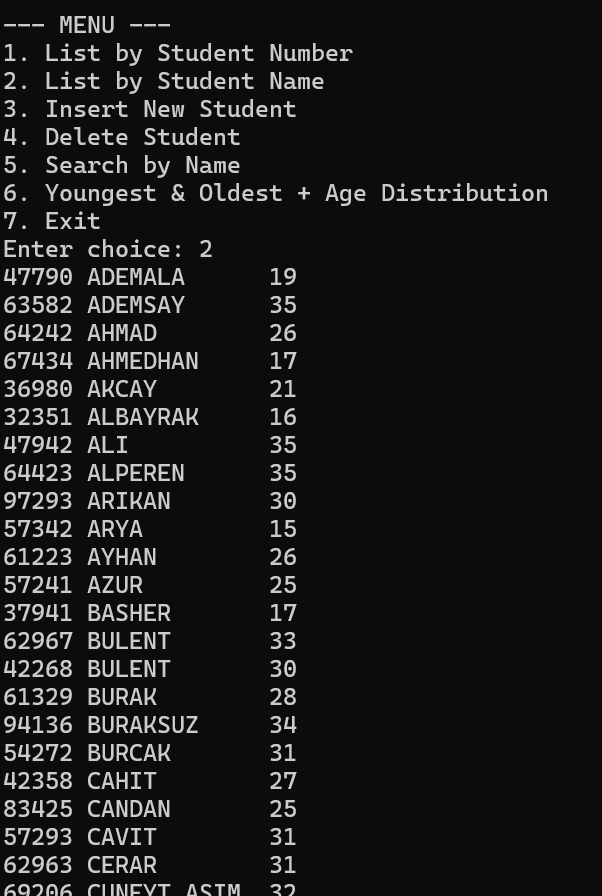 --- MENU ---
1. List by Student Number
2. List by Student Name
3. Insert New Student
4. Delete Student
5. Search by Name
6. Youngest & Oldest + Age Distribution
7. Exit
Enter choice: 2
47790 ADEMALA 19
63582 ADEMSAY 35
64242 AHMAD 26
67434 AHMEDHAN 17
36980 AKCAY 21
32351 ALBAYRAK 16
47942 ALI 35
64423 ALPEREN 35
97293 ARIKAN 30
57342 ARYA 15
61223 AYHAN 26
57241 AZUR 25
37941 BASHER 17
62967 BULENT 33
42268 BULENT 30
61329 BURAK 28
94136 BURAKSUZ 34
54272 BURCAK 31
42358 CAHIT 27
83425 CANDAN 25
57293 CAVIT 31
62963 CERAR 31
69206 CUNEYT ASIM 32